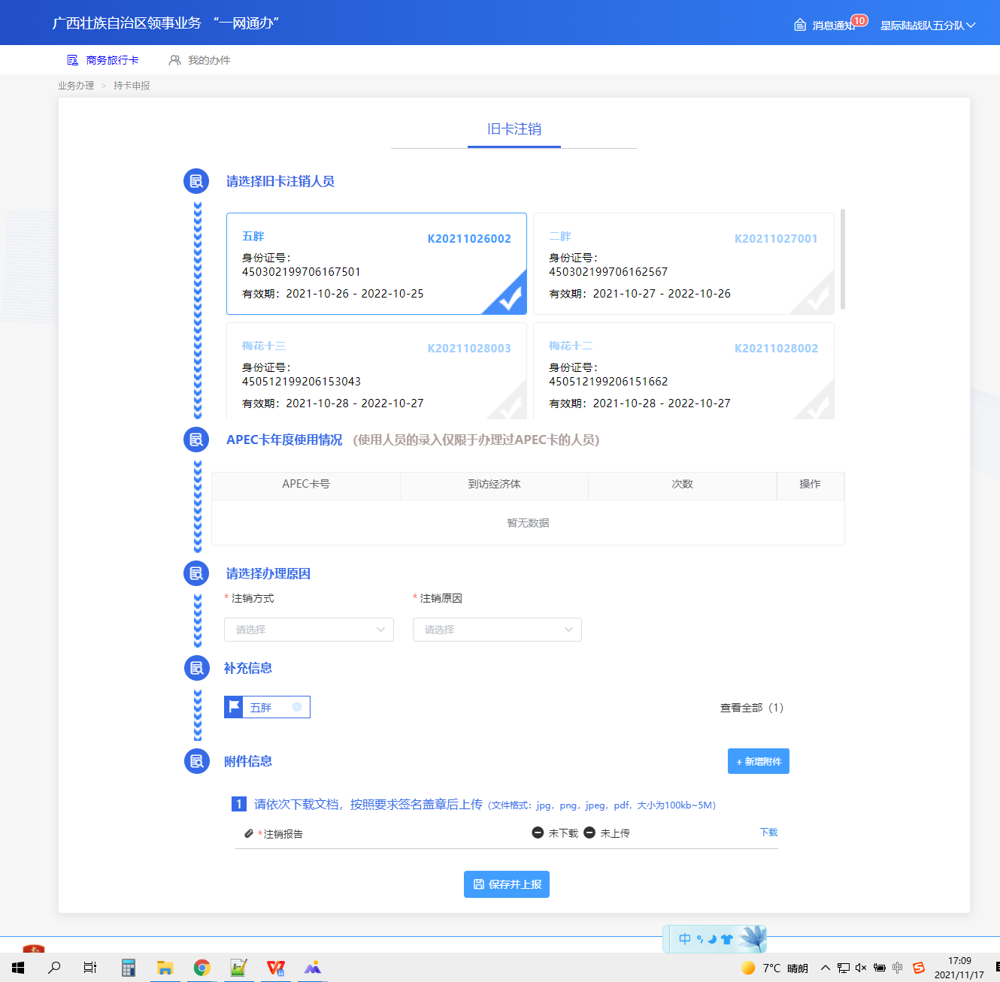 广西壮族自治区领事业务 “一网通办”
消息通知 10 星际陆战队五分队
商务旅行卡 我的办件
业务办理 > 持卡申报
旧卡注销
请选择旧卡注销人员
五胖 K20211026002
身份证号：
450302199706167501
有效期：2021-10-26 - 2022-10-25
二胖 K20211027001
身份证号：
450302199706162567
有效期：2021-10-27 - 2022-10-26
梅花十三 K20211028003
身份证号：
450512199206153043
有效期：2021-10-28 - 2022-10-27
梅花十二 K20211028002
身份证号：
450512199206151662
有效期：2021-10-28 - 2022-10-27
APEC卡年度使用情况 （使用人员的录入仅限于办理过APEC卡的人员）
APEC卡号 到访经济体 次数 操作
暂无数据
请选择办理原因
*注销方式 *注销原因
请选择 请选择
补充信息
五胖 查看全部（1）
附件信息 + 新增附件
1 请依次下载文档，按照要求签名盖章后上传（文件格式：jpg，png，jpeg，pdf，大小为100kb~5M）
*注销报告 未下载 未上传 下载
保存并上报
中
7°C 晴朗 中 17:09
2021/11/17